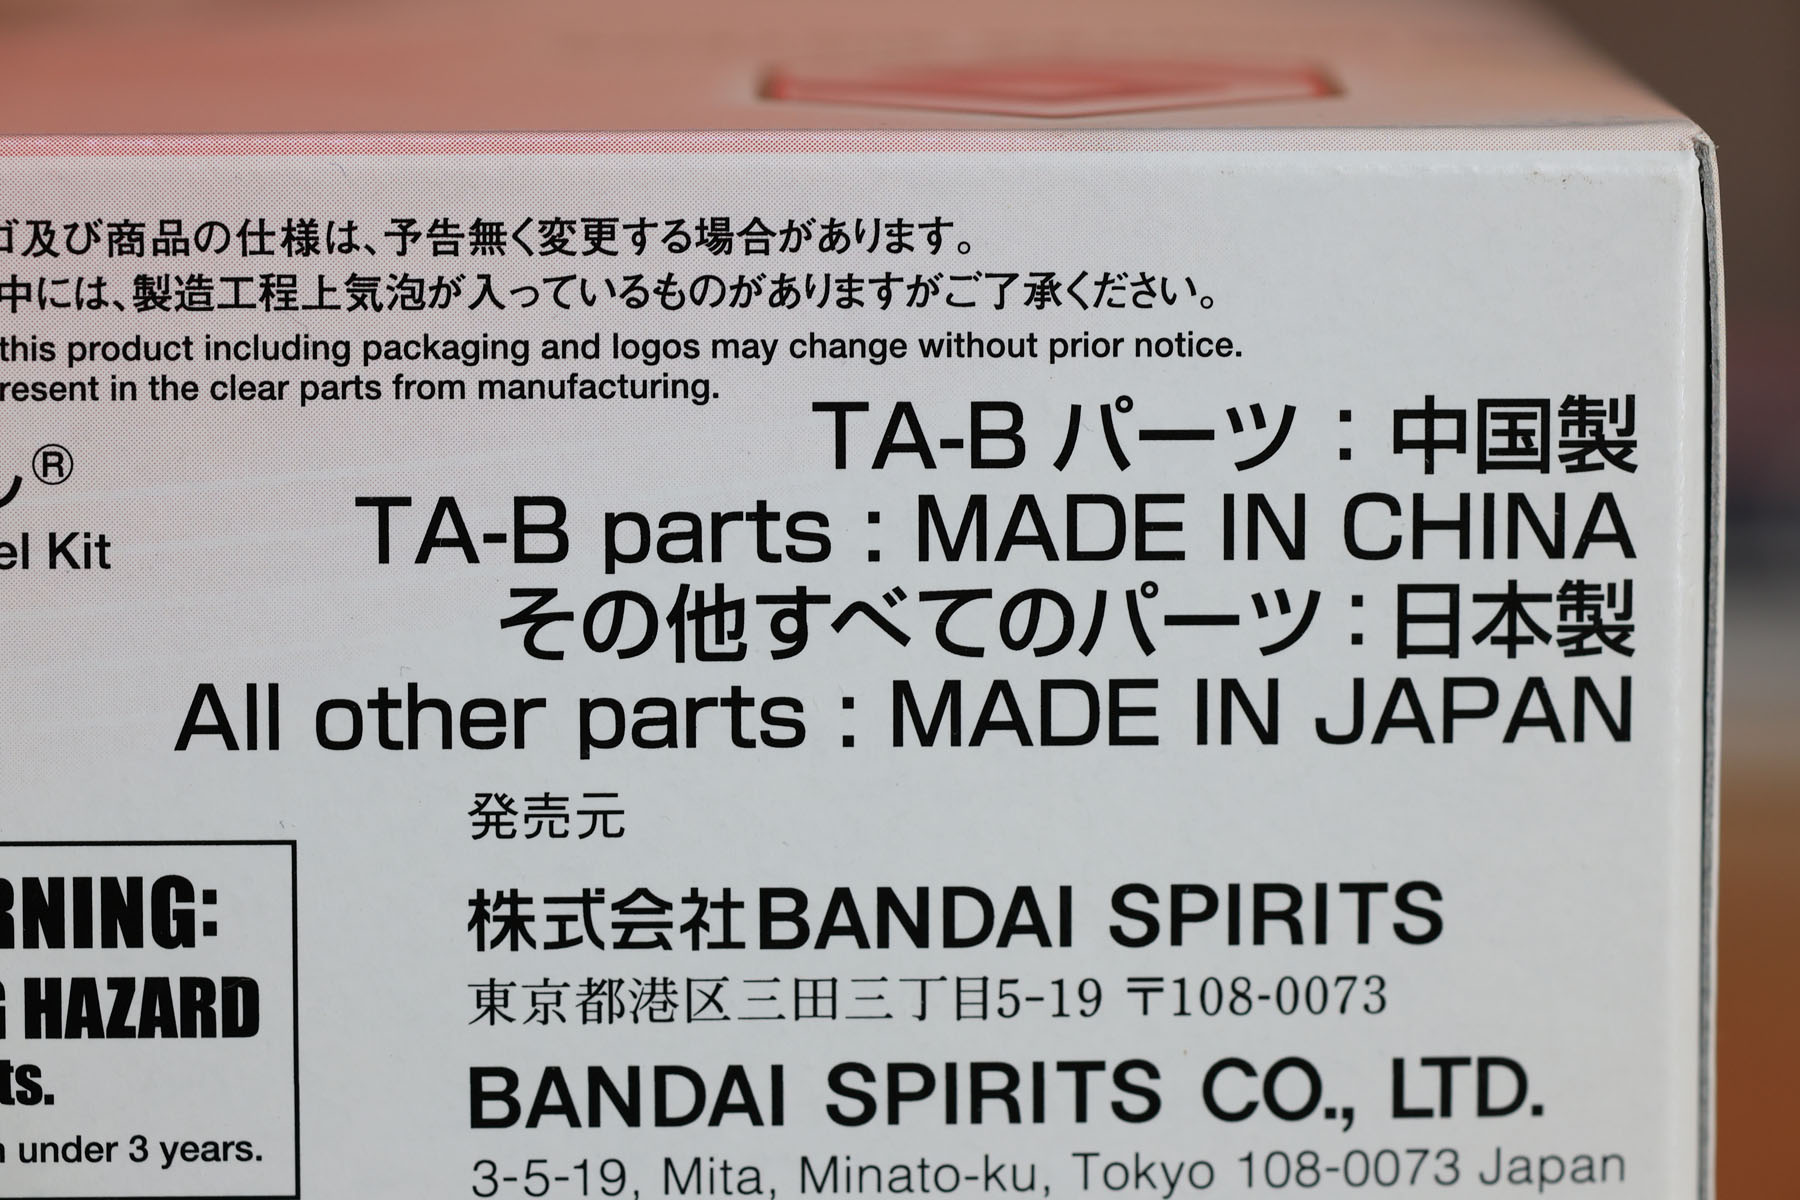 ゴ及び商品の仕様は、予告無く変更する場合があります。
中には、製造工程上気泡が入っているものがありますがご了承ください。
this product including packaging and logos may change without prior notice.
resent in the clear parts from manufacturing.
TA-B パーツ：中国製
®
TA-B parts : MADE IN CHINA
el Kit
その他すべてのパーツ：日本製
All other parts : MADE IN JAPAN
発売元
RNING:
株式会社BANDAI SPIRITS
G HAZARD
東京都港区三田三丁目5-19 〒108-0073
ts.
BANDAI SPIRITS CO., LTD.
n under 3 years.
3-5-19, Mita, Minato-ku, Tokyo 108-0073 Japan